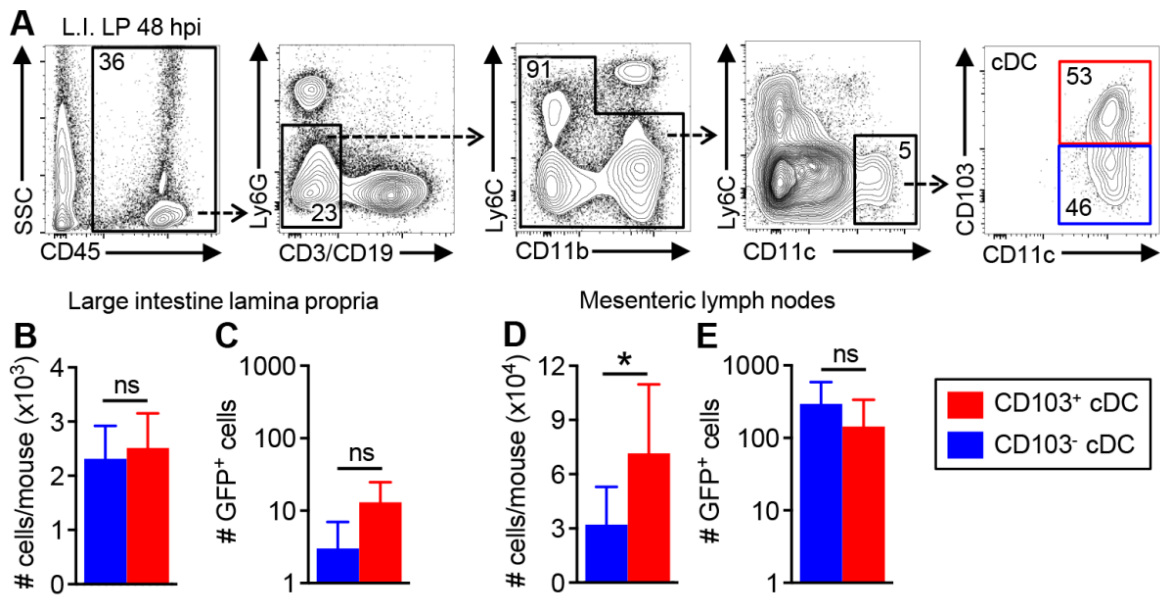 A
L.I. LP 48 hpi
36
SSC
CD45
23
Ly6G
CD3/CD19
91
Ly6C
CD11b
5
Ly6C
CD11c
cDC
53
46
CD103
CD11c
Large intestine lamina propria
Mesenteric lymph nodes
B
# cells/mouse (x10³)
4
3
2
1
0
ns
C
# GFP⁺ cells
1000
100
10
1
ns
D
# cells/mouse (x10⁴)
12
9
6
3
0
*
E
# GFP⁺ cells
1000
100
10
1
ns
CD103⁺ cDC
CD103⁻ cDC